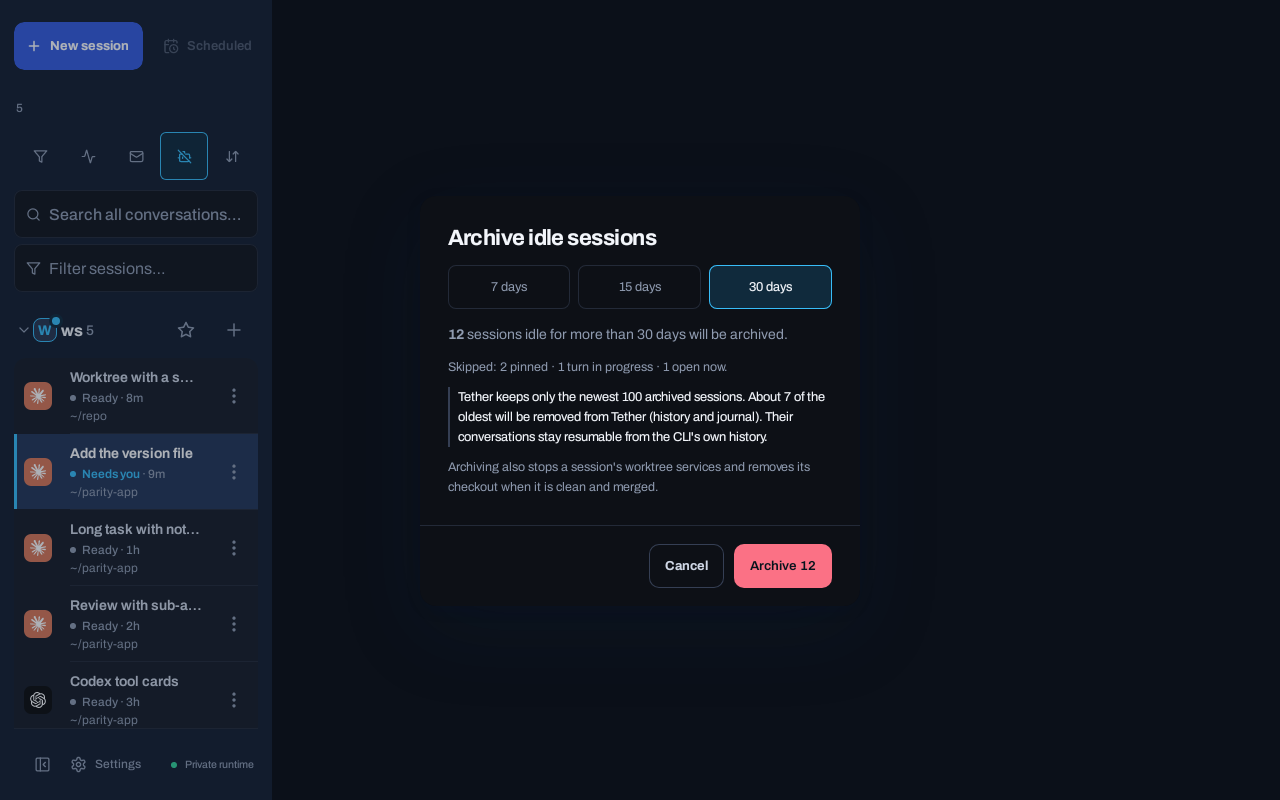 New session
Scheduled
5
Search all conversations...
Filter sessions...
W ws 5
Worktree with a s...
Ready · 8m
~/repo
Add the version file
Needs you · 9m
~/parity-app
Long task with not...
Ready · 1h
~/parity-app
Review with sub-a...
Ready · 2h
~/parity-app
Codex tool cards
Ready · 3h
~/parity-app
Settings
Private runtime
Archive idle sessions
7 days
15 days
30 days
12 sessions idle for more than 30 days will be archived.
Skipped: 2 pinned · 1 turn in progress · 1 open now.
Tether keeps only the newest 100 archived sessions. About 7 of the
oldest will be removed from Tether (history and journal). Their
conversations stay resumable from the CLI's own history.
Archiving also stops a session's worktree services and removes its
checkout when it is clean and merged.
Cancel
Archive 12